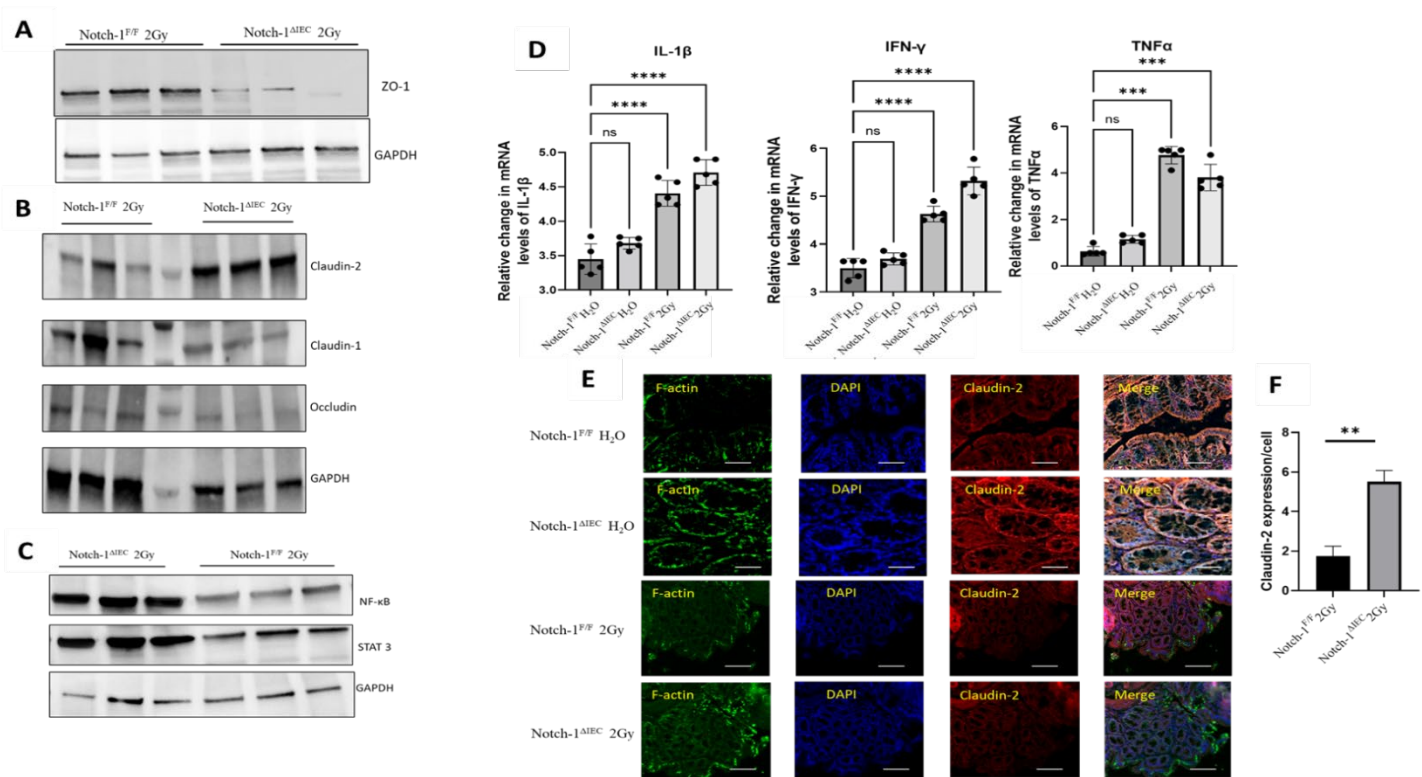 A
Notch-1F/F 2Gy
Notch-1ΔIEC 2Gy
ZO-1
GAPDH
B
Notch-1F/F 2Gy
Notch-1ΔIEC 2Gy
Claudin-2
Claudin-1
Occludin
GAPDH
C
Notch-1ΔIEC 2Gy
Notch-1F/F 2Gy
NF-κB
STAT 3
GAPDH
D
IL-1β
****
****
ns
5.0
4.5
4.0
3.5
3.0
Relative change in mRNA
levels of IL-1β
Notch-1F/F H2O
Notch-1ΔIEC H2O
Notch-1F/F 2Gy
Notch-1ΔIEC 2Gy
IFN-γ
****
****
ns
6
5
4
3
Relative change in mRNA
levels of IFN-γ
Notch-1F/F H2O
Notch-1ΔIEC H2O
Notch-1F/F 2Gy
Notch-1ΔIEC 2Gy
TNFα
***
***
ns
6
4
2
0
Relative change in mRNA
levels of TNFα
Notch-1F/F H2O
Notch-1ΔIEC H2O
Notch-1F/F 2Gy
Notch-1ΔIEC 2Gy
E
F-actin
DAPI
Claudin-2
Merge
Notch-1F/F H2O
F-actin
DAPI
Claudin-2
Merge
Notch-1ΔIEC H2O
F-actin
DAPI
Claudin-2
Merge
Notch-1F/F 2Gy
F-actin
DAPI
Claudin-2
Merge
Notch-1ΔIEC 2Gy
F
**
8
6
4
2
0
Claudin-2 expression/cell
Notch-1F/F 2Gy
Notch-1ΔIEC 2Gy